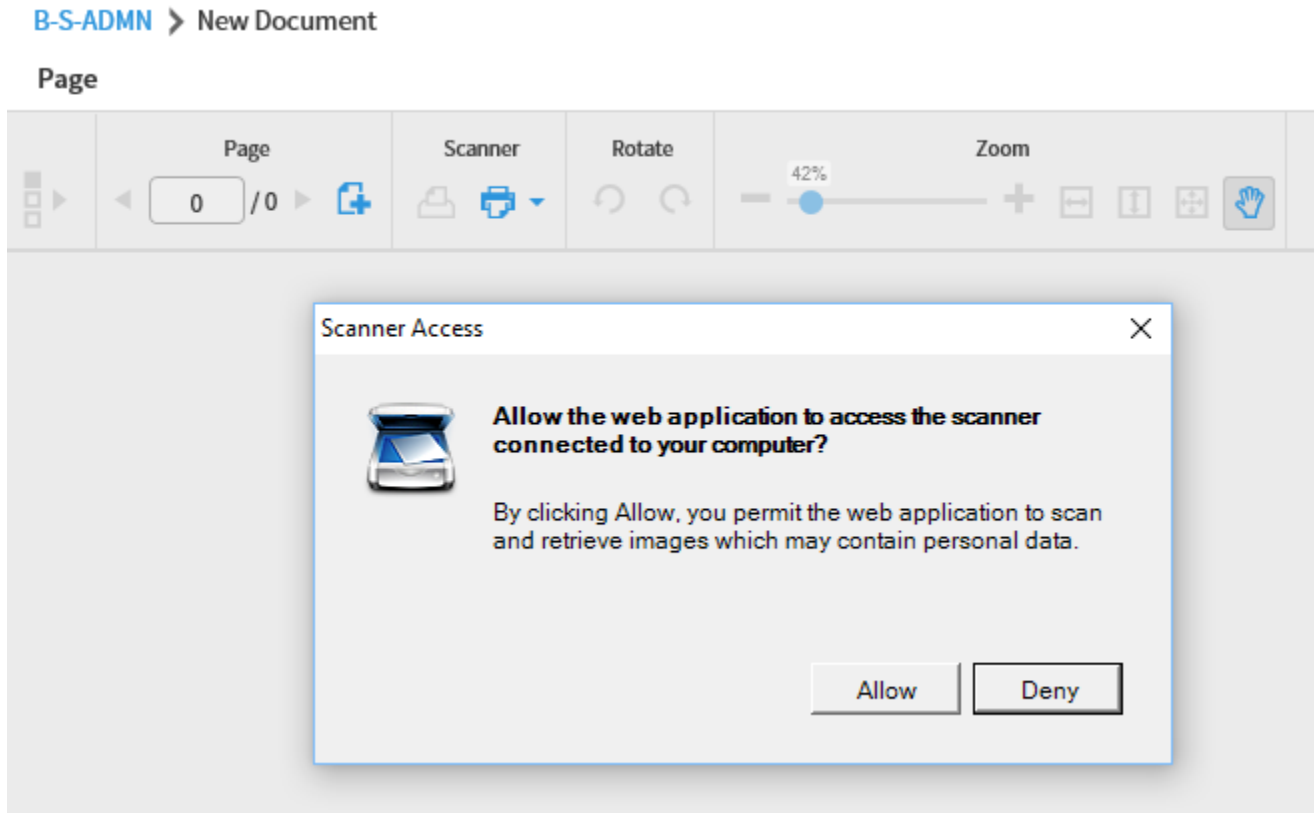 B-S-ADMN > New Document
Page
Page Scanner Rotate Zoom
0 / 0 42%
Scanner Access
Allow the web application to access the scanner
connected to your computer?
By clicking Allow, you permit the web application to scan
and retrieve images which may contain personal data.
Allow Deny